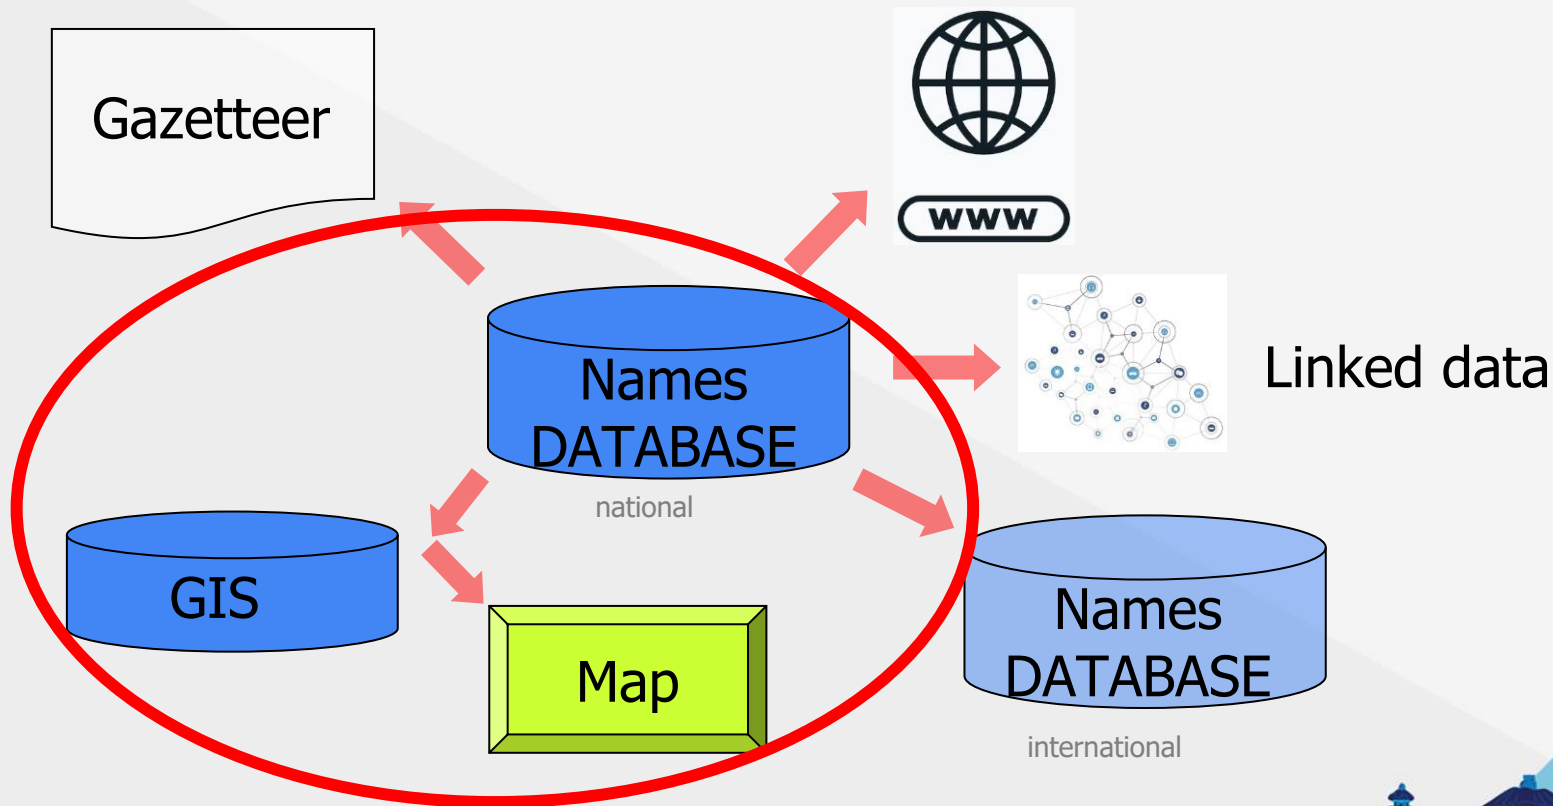 Gazetteer
WWW
Names
DATABASE
national
Linked data
GIS
Map
Names
DATABASE
international